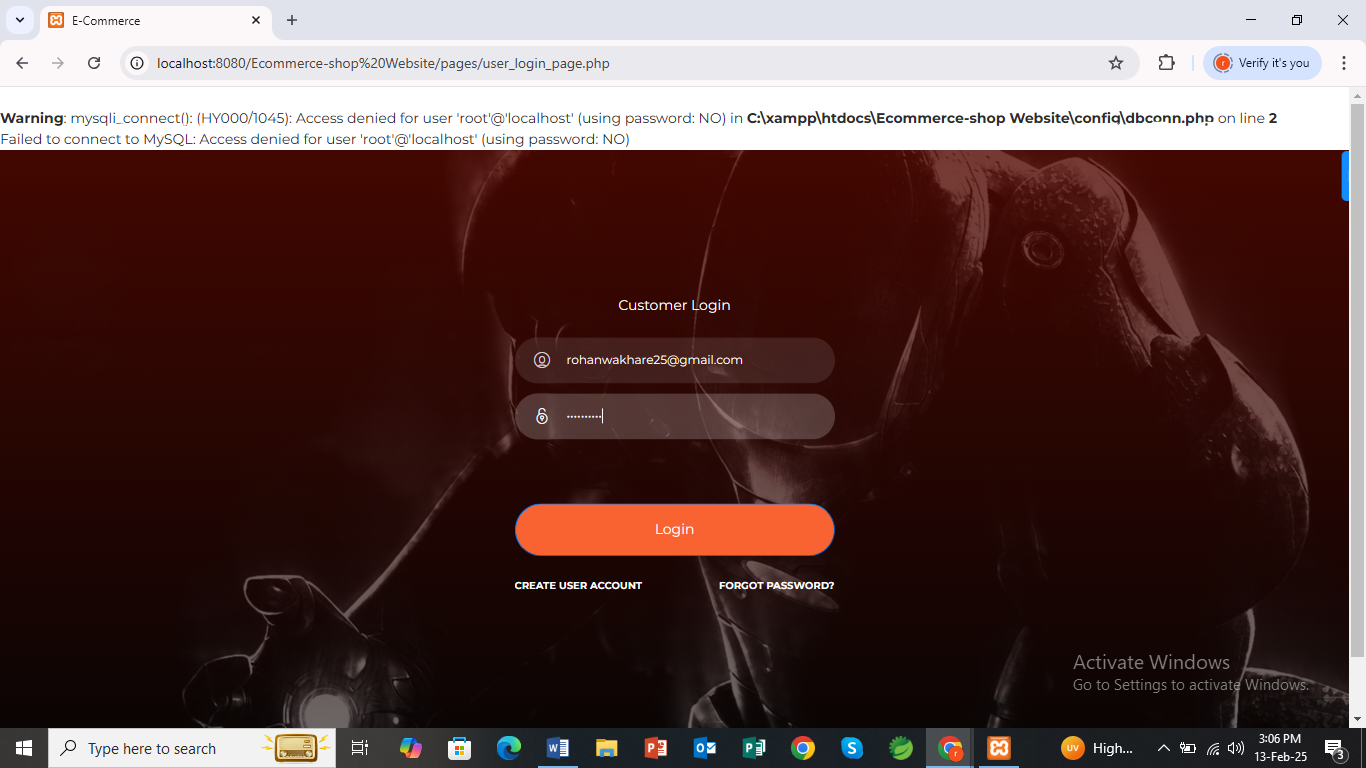 E-Commerce
localhost:8080/Ecommerce-shop%20Website/pages/user_login_page.php
Verify it's you
Warning: mysqli_connect(): (HY000/1045): Access denied for user 'root'@'localhost' (using password: NO) in C:\xampp\htdocs\Ecommerce-shop Website\config\dbconn.php on line 2
Failed to connect to MySQL: Access denied for user 'root'@'localhost' (using password: NO)
Customer Login
rohanwakhare25@gmail.com
Login
CREATE USER ACCOUNT FORGOT PASSWORD?
Activate Windows
Go to Settings to activate Windows.
Type here to search
UV High...
3:06 PM
13-Feb-25
3